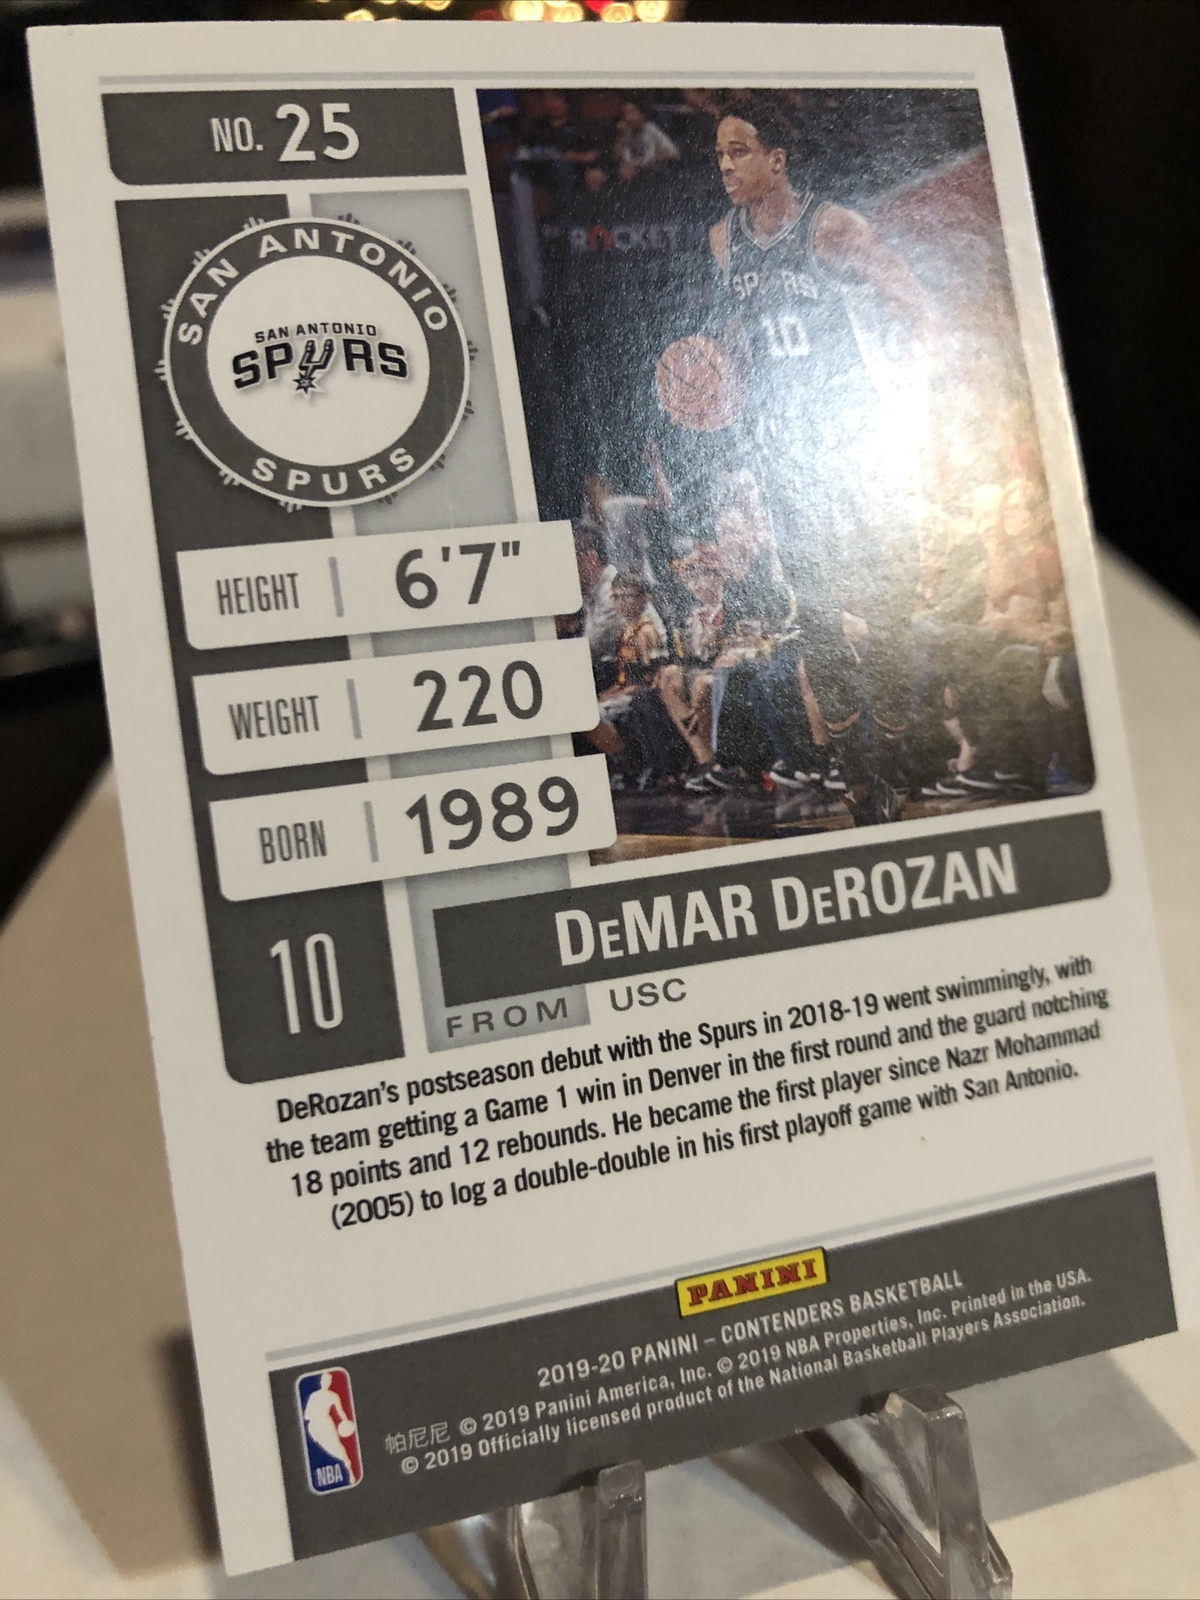 NO. 25
SAN ANTONIO
SAN ANTONIO
SPURS
SPURS
ROCKET
SPURS
10
HEIGHT 6'7"
WEIGHT 220
BORN 1989
10
DeMAR DeROZAN
FROM USC
DeRozan's postseason debut with the Spurs in 2018-19 went swimmingly, with
the team getting a Game 1 win in Denver in the first round and the guard notching
18 points and 12 rebounds. He became the first player since Nazr Mohammad
(2005) to log a double-double in his first playoff game with San Antonio.
PANINI
2019-20 PANINI – CONTENDERS BASKETBALL
帕尼尼 © 2019 Panini America, Inc. © 2019 NBA Properties, Inc. Printed in the USA.
© 2019 Officially licensed product of the National Basketball Players Association.
NBA